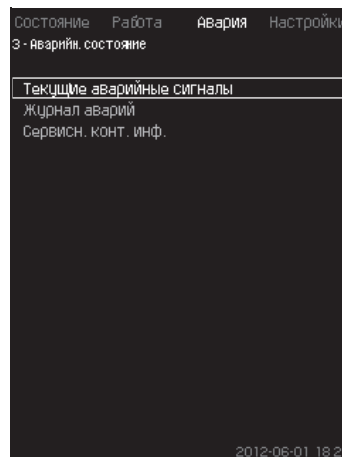 Состояние Работа Авария Настройки
3 - Аварийн. состояние
Текущие аварийные сигналы
Журнал аварий
Сервисн. конт. инф.
2012-06-01 18:2